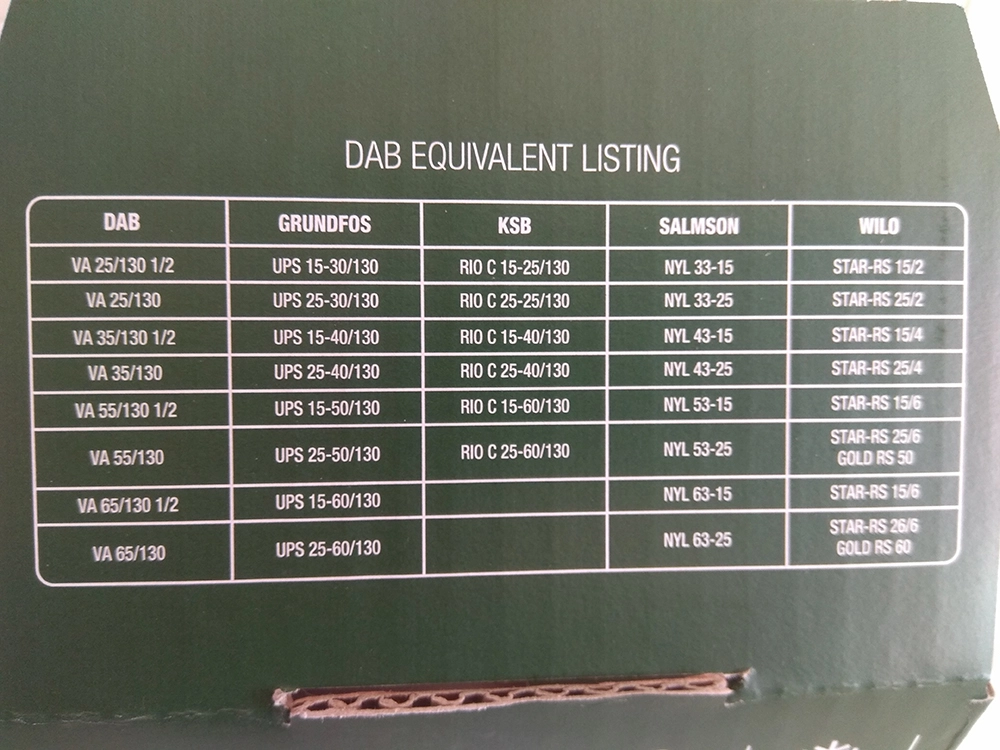 DAB EQUIVALENT LISTING
DAB GRUNDFOS KSB SALMSON WILO
VA 25/130 1/2 UPS 15-30/130 RIO C 15-25/130 NYL 33-15 STAR-RS 15/2
VA 25/130 UPS 25-30/130 RIO C 25-25/130 NYL 33-25 STAR-RS 25/2
VA 35/130 1/2 UPS 15-40/130 RIO C 15-40/130 NYL 43-15 STAR-RS 15/4
VA 35/130 UPS 25-40/130 RIO C 25-40/130 NYL 43-25 STAR-RS 25/4
VA 55/130 1/2 UPS 15-50/130 RIO C 15-60/130 NYL 53-15 STAR-RS 15/6
VA 55/130 UPS 25-50/130 RIO C 25-60/130 NYL 53-25 STAR-RS 25/6
GOLD RS 50
VA 65/130 1/2 UPS 15-60/130 NYL 63-15 STAR-RS 15/6
VA 65/130 UPS 25-60/130 NYL 63-25 STAR-RS 26/6
GOLD RS 60